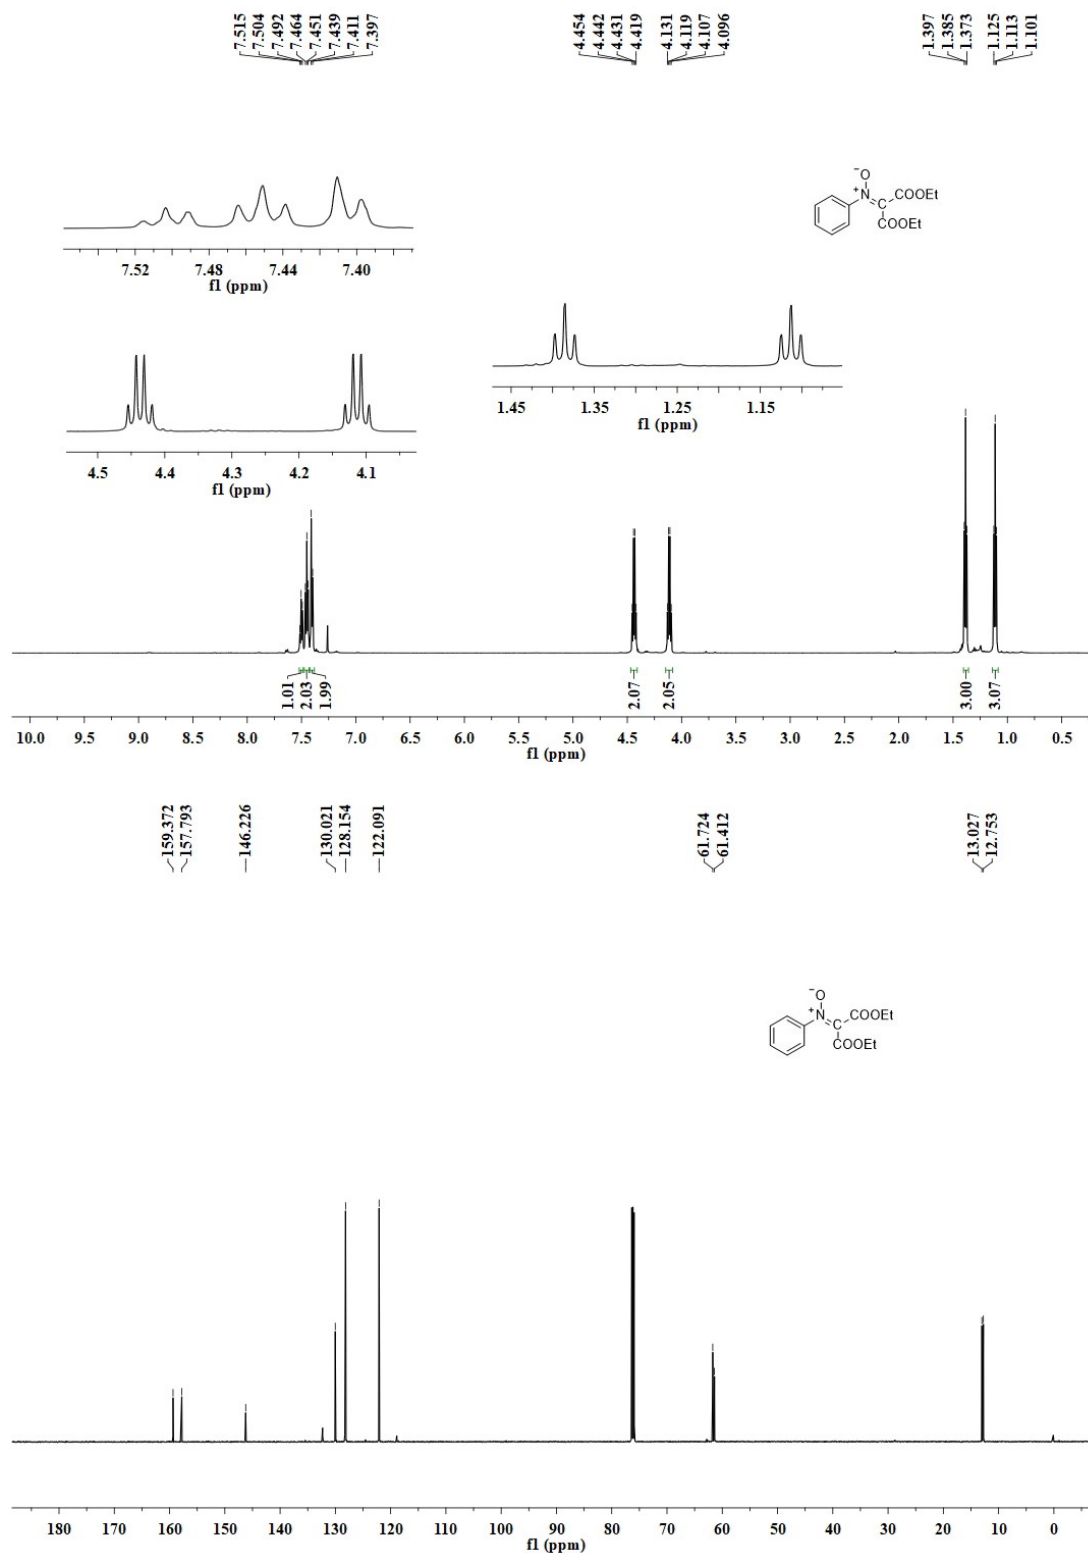 7.515 7.504 7.492 7.464 7.451 7.439 7.411 7.397 4.454 4.442 4.431 4.419 4.131 4.119 4.107 4.096 1.397 1.385 1.373 1.125 1.113 1.101
⁻O
N⁺ C COOEt
COOEt
7.52 7.48 7.44 7.40
f1 (ppm)
1.45 1.35 1.25 1.15
f1 (ppm)
4.5 4.4 4.3 4.2 4.1
f1 (ppm)
1.01 2.03 1.99 2.07 2.05 3.00 3.07
10.0 9.5 9.0 8.5 8.0 7.5 7.0 6.5 6.0 5.5 5.0 4.5 4.0 3.5 3.0 2.5 2.0 1.5 1.0 0.5
f1 (ppm)
159.372 157.793 146.226 130.021 128.154 122.091 61.724 61.412 13.027 12.753
⁻O
N⁺ C COOEt
COOEt
180 170 160 150 140 130 120 110 100 90 80 70 60 50 40 30 20 10 0
f1 (ppm)